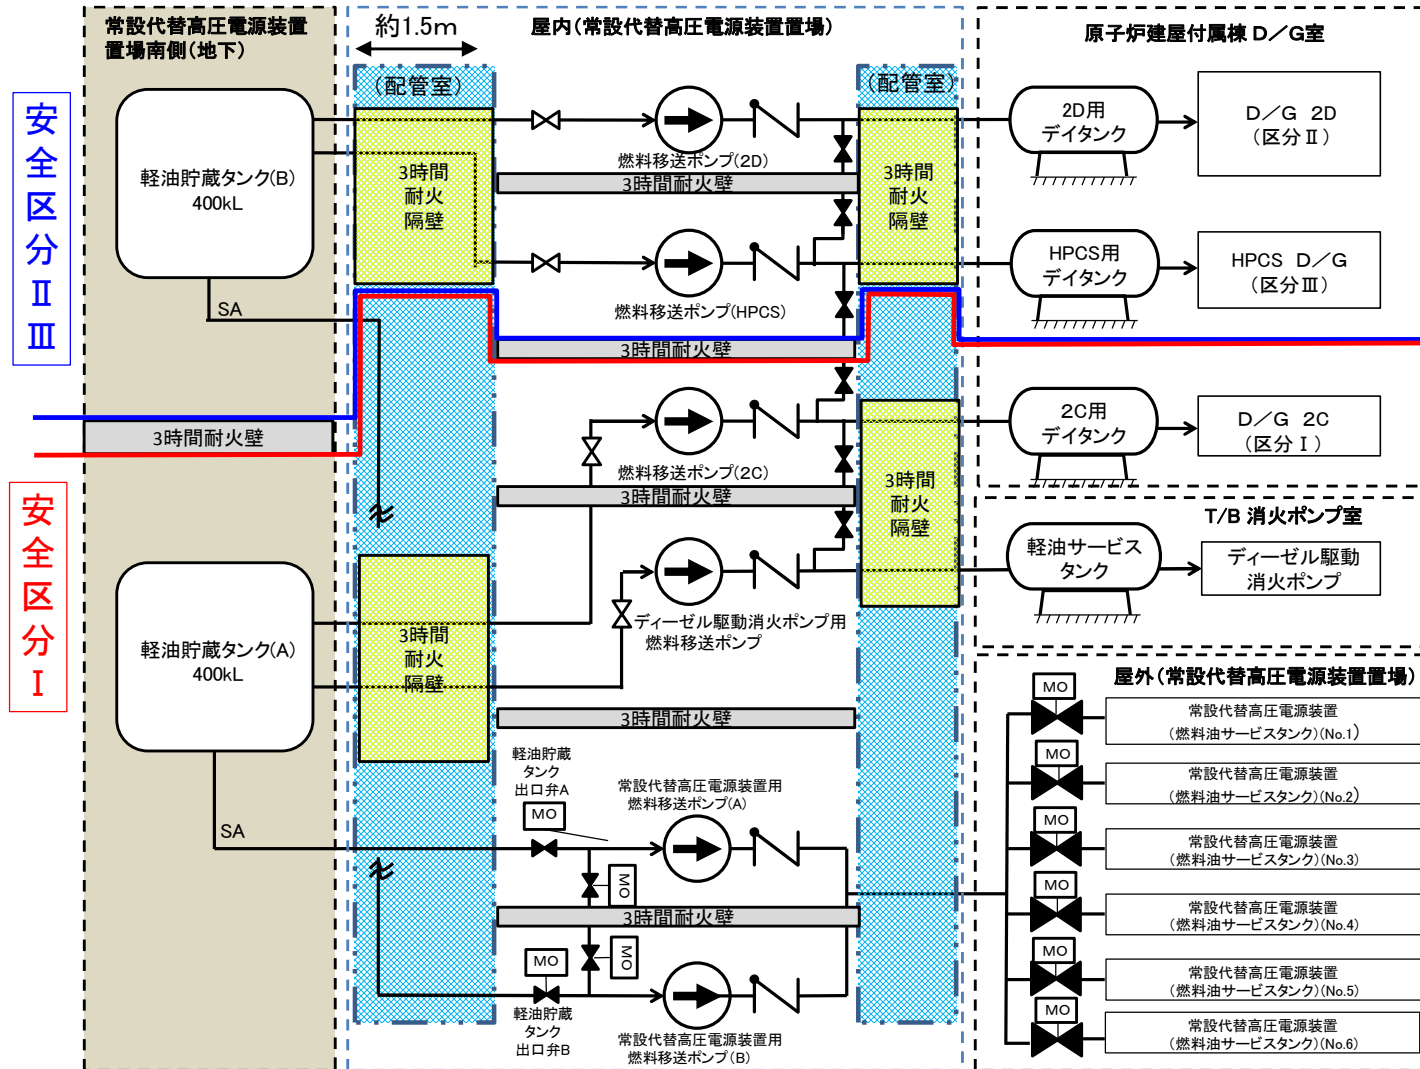 常設代替高圧電源装置
置場南側(地下)
約1.5m
屋内(常設代替高圧電源装置置場)
原子炉建屋付属棟 D/G室
(配管室)
(配管室)
安全区分ⅡⅢ
軽油貯蔵タンク(B)
400kL
SA
3時間
耐火
隔壁
燃料移送ポンプ(2D)
3時間耐火壁
燃料移送ポンプ(HPCS)
3時間耐火壁
3時間
耐火
隔壁
2D用
デイタンク
D/G 2D
(区分Ⅱ)
HPCS用
デイタンク
HPCS D/G
(区分Ⅲ)
3時間耐火壁
安全区分Ⅰ
燃料移送ポンプ(2C)
3時間耐火壁
3時間
耐火
隔壁
2C用
デイタンク
D/G 2C
(区分Ⅰ)
T/B 消火ポンプ室
軽油サービス
タンク
ディーゼル駆動
消火ポンプ
軽油貯蔵タンク(A)
400kL
SA
3時間
耐火
隔壁
ディーゼル駆動消火ポンプ用
燃料移送ポンプ
3時間耐火壁
軽油貯蔵
タンク
出口弁A
MO
常設代替高圧電源装置用
燃料移送ポンプ(A)
MO
3時間耐火壁
MO
MO
軽油貯蔵
タンク
出口弁B
常設代替高圧電源装置用
燃料移送ポンプ(B)
屋外(常設代替高圧電源装置置場)
MO
常設代替高圧電源装置
(燃料油サービスタンク)(No.1)
MO
常設代替高圧電源装置
(燃料油サービスタンク)(No.2)
MO
常設代替高圧電源装置
(燃料油サービスタンク)(No.3)
MO
常設代替高圧電源装置
(燃料油サービスタンク)(No.4)
MO
常設代替高圧電源装置
(燃料油サービスタンク)(No.5)
MO
常設代替高圧電源装置
(燃料油サービスタンク)(No.6)